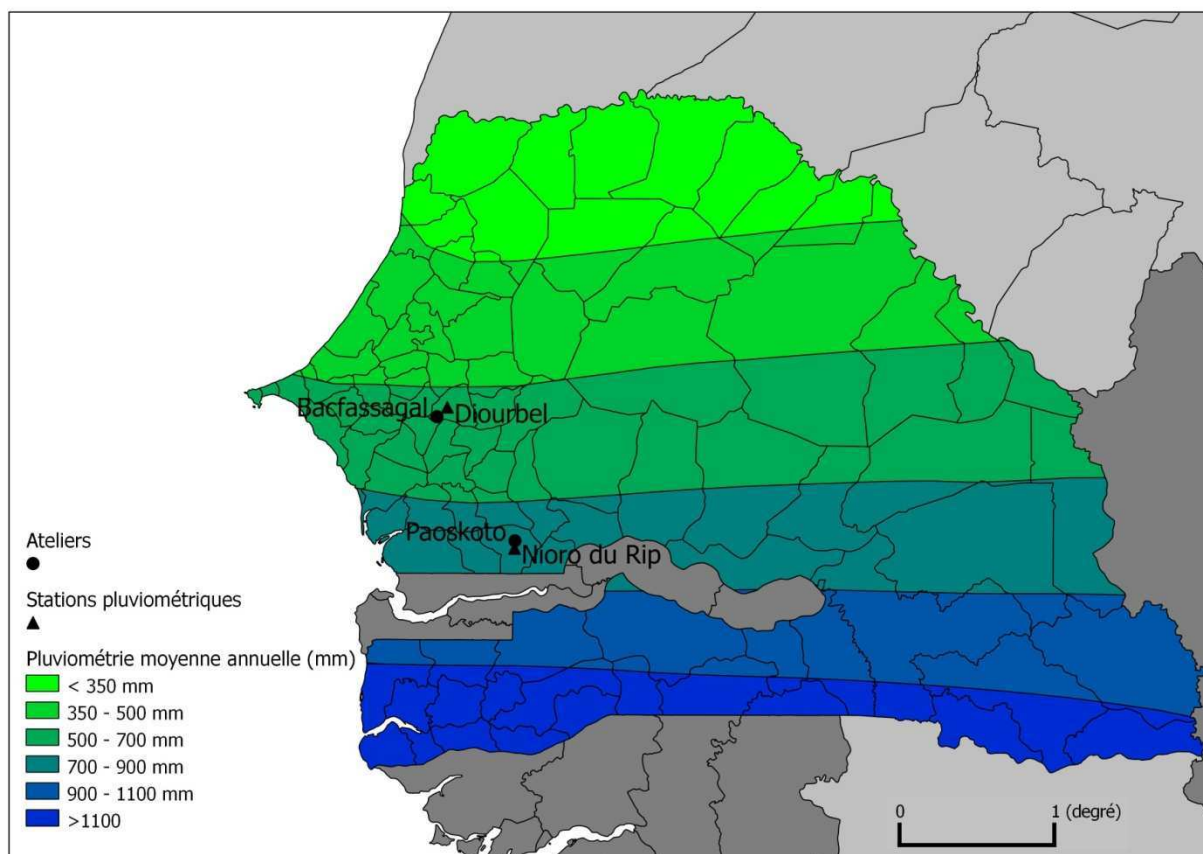 Bacfassagal
Diourbel
Paoskoto
Nioro du Rip
Ateliers
Stations pluviométriques
Pluviométrie moyenne annuelle (mm)
< 350 mm
350 - 500 mm
500 - 700 mm
700 - 900 mm
900 - 1100 mm
>1100
0 1 (degré)